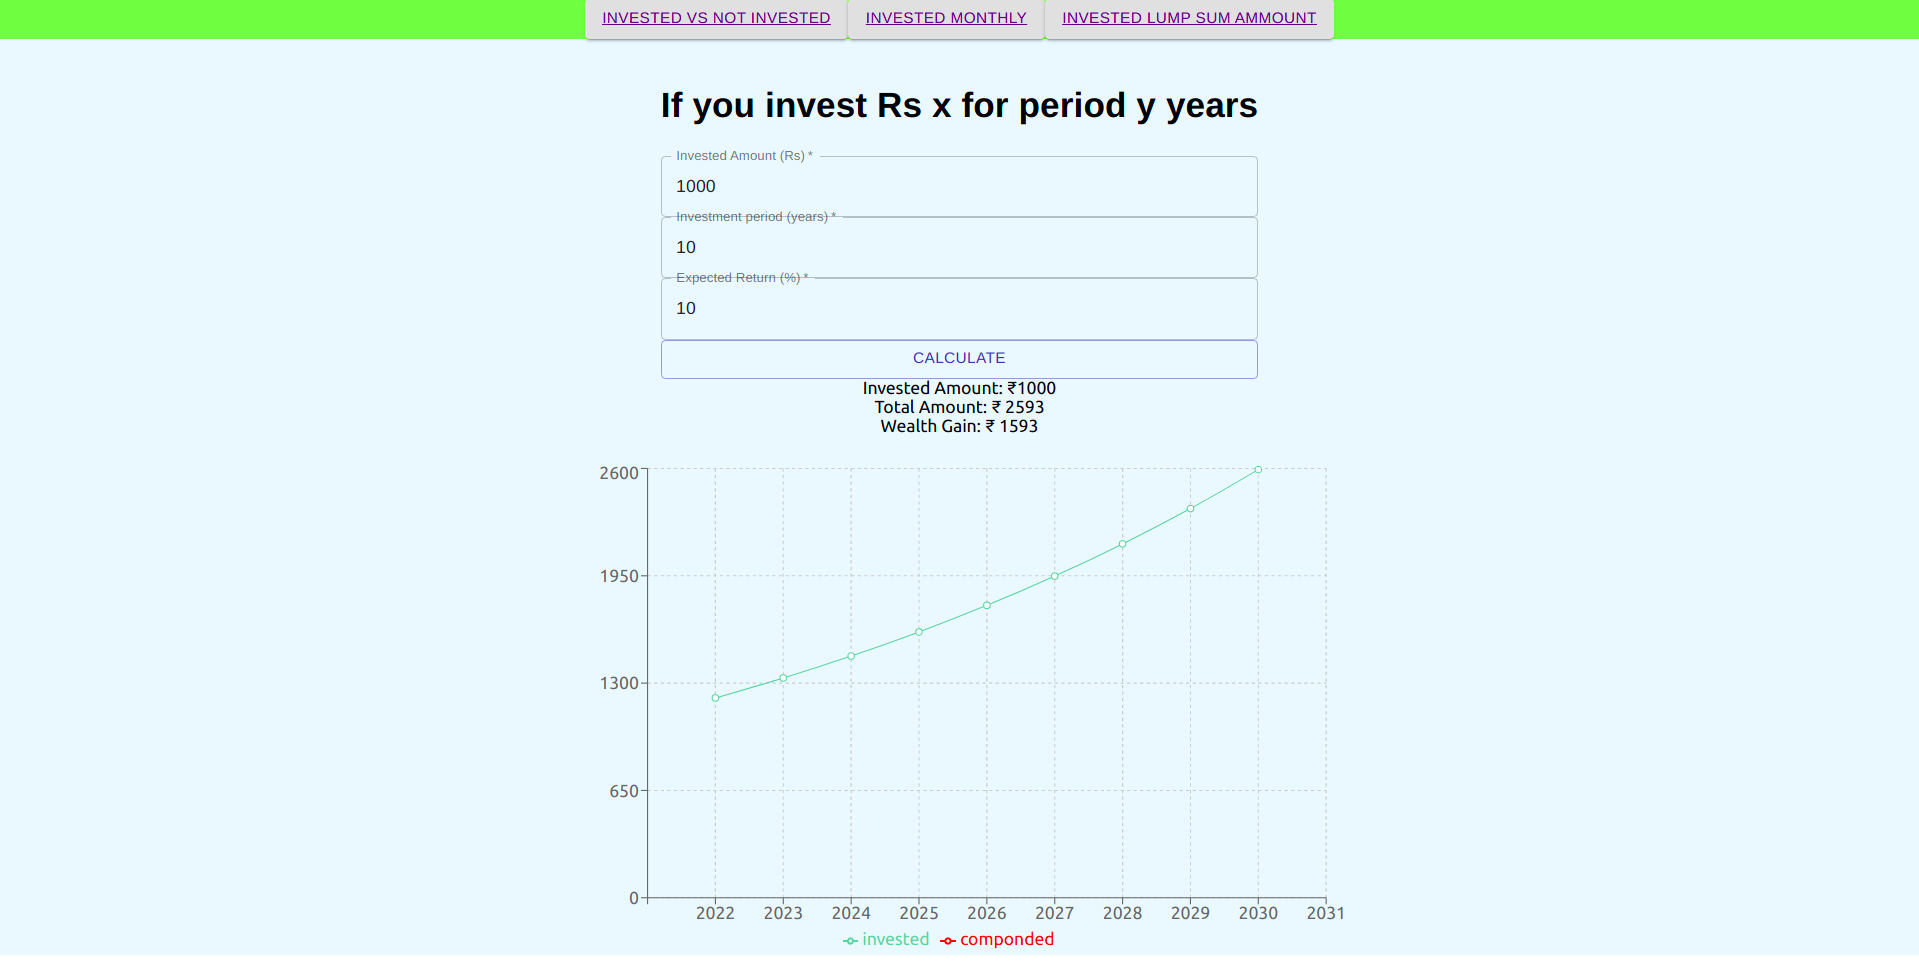 INVESTED VS NOT INVESTED INVESTED MONTHLY INVESTED LUMP SUM AMMOUNT
If you invest Rs x for period y years
Invested Amount (Rs) *
1000
Investment period (years) *
10
Expected Return (%) *
10
CALCULATE
Invested Amount: ₹1000
Total Amount: ₹ 2593
Wealth Gain: ₹ 1593
2600
1950
1300
650
0
2022 2023 2024 2025 2026 2027 2028 2029 2030 2031
invested componded